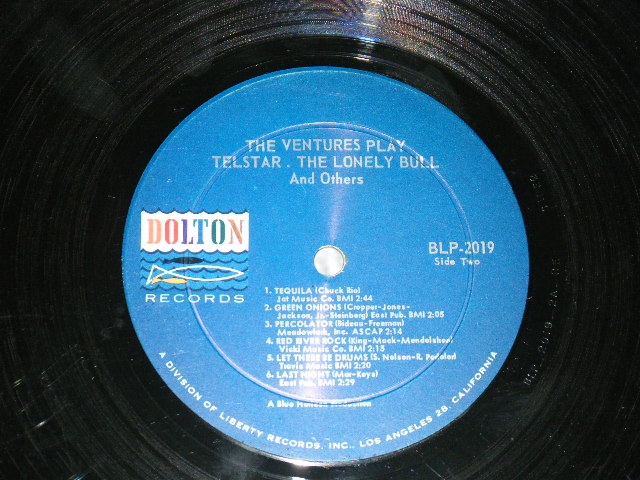 THE VENTURES PLAY
TELSTAR . THE LONELY BULL
And Others
DOLTON
RECORDS
BLP-2019
Side Two
1. TEQUILA (Chuck Rio)
Jat Music Co. BMI 2:44
2. GREEN ONIONS (Cropper-Jones-
Jackson, Jr.-Steinberg) East Pub. BMI 2:05
3. PERCOLATOR (Bideau-Freeman)
Meadowlark, Inc. ASCAP 2:14
4. RED RIVER ROCK (King-Mack-Mendelsohn)
Vicki Music Co. BMI 2:15
5. LET THERE BE DRUMS (S. Nelson-R. Podolor)
Travis Music BMI 2:20
6. LAST NIGHT (Mar-Keys)
East Pub. BMI 2:29
A Blue Horizon Production
A DIVISION OF LIBERTY RECORDS, INC., LOS ANGELES 28, CALIFORNIA